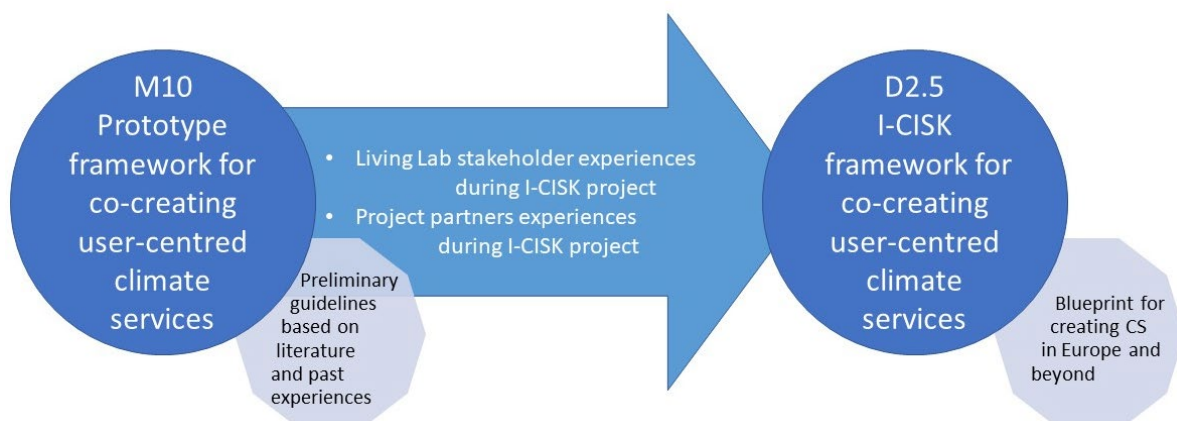 M10
Prototype
framework for
co-creating
user-centred
climate
services
Preliminary
guidelines
based on
literature
and past
experiences
• Living Lab stakeholder experiences
during I-CISK project
• Project partners experiences
during I-CISK project
D2.5
I-CISK
framework for
co-creating
user-centred
climate
services
Blueprint for
creating CS
in Europe and
beyond